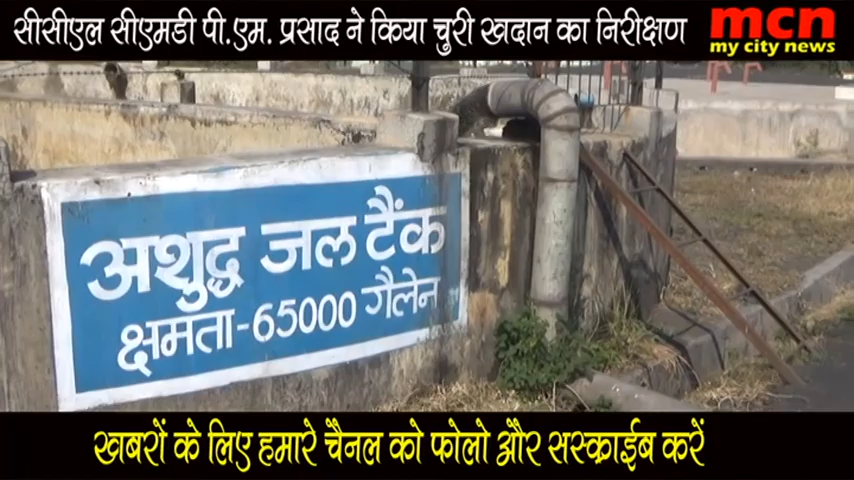 सीसीएल सीएमडी पी.एम. प्रसाद ने किया चुरी खदान का निरीक्षण
mcn
my city news
अशुद्ध जल टैंक
क्षमता-65000 गैलेन
खबरों के लिए हमारे चैनल को फोलो और सस्क्राईब करें